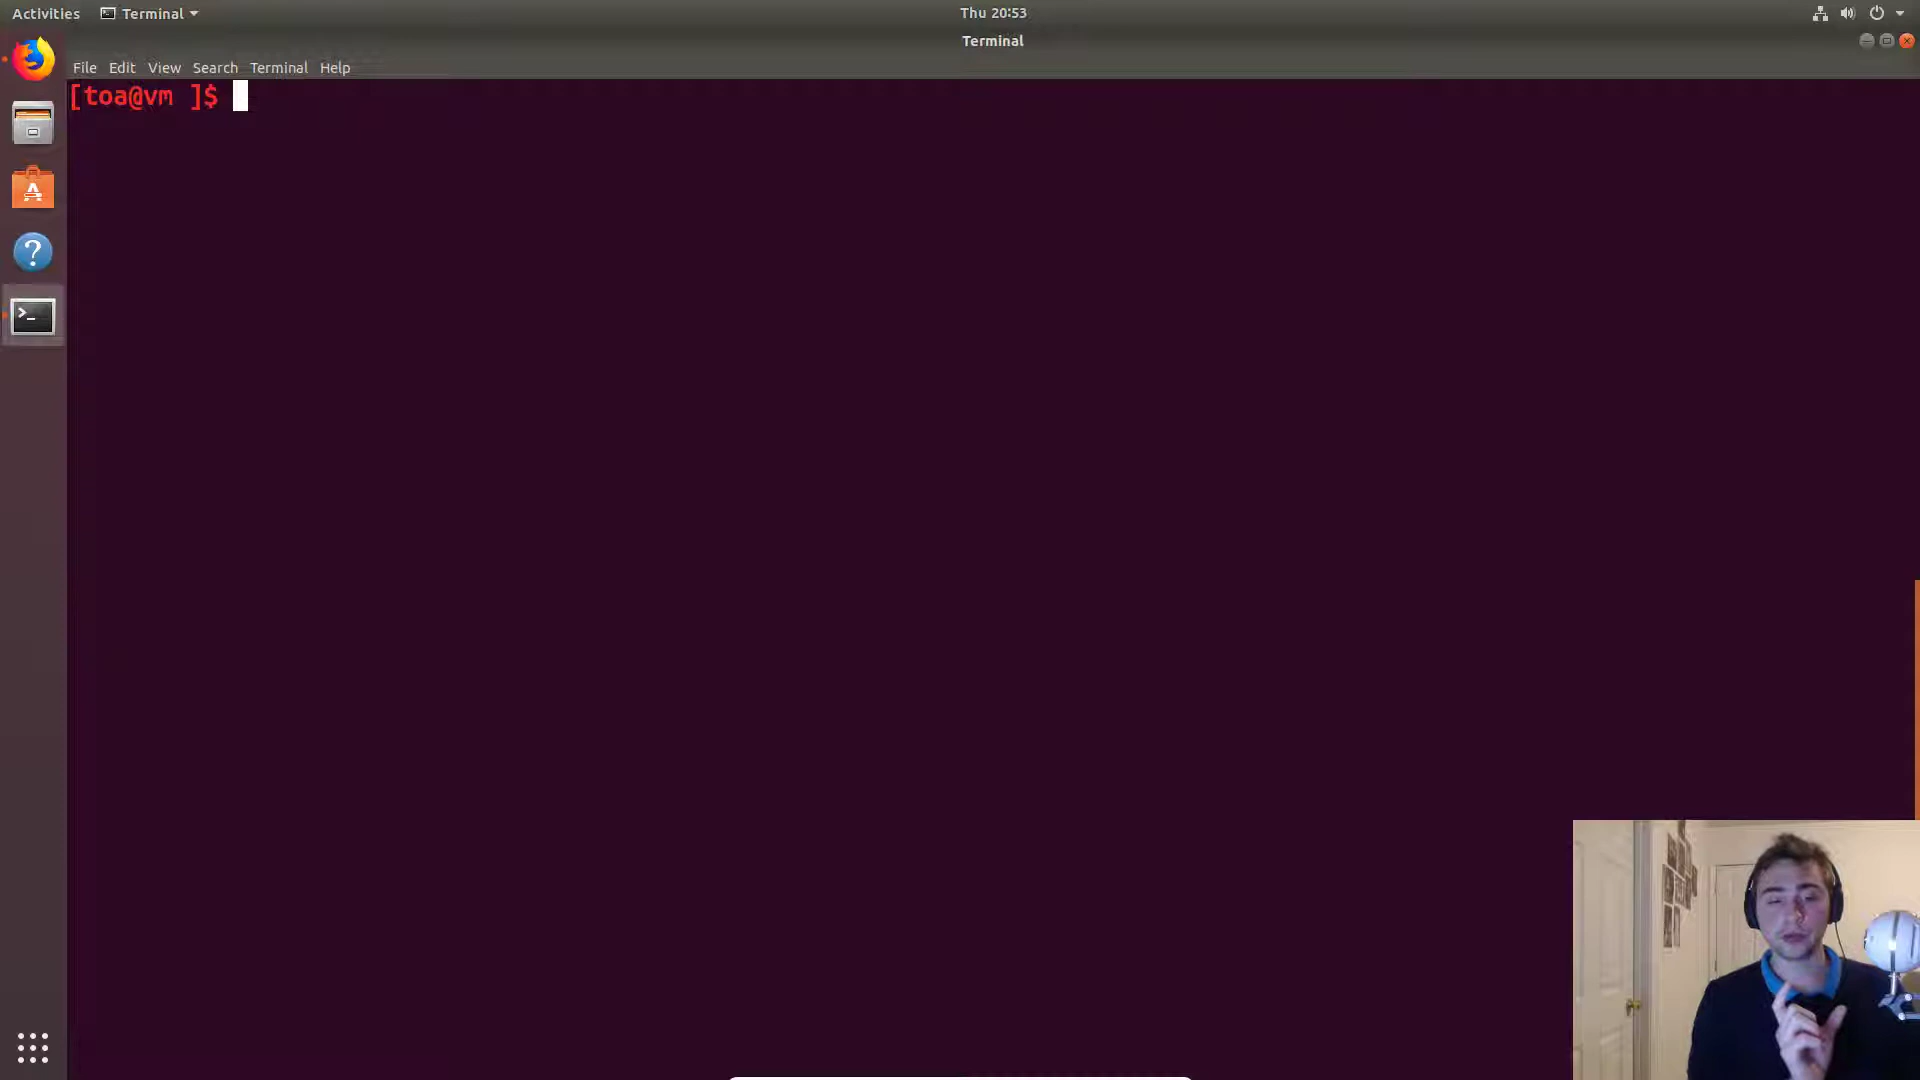 Activities Terminal Thu 20:53
Terminal
File Edit View Search Terminal Help
[toa@vm ]$